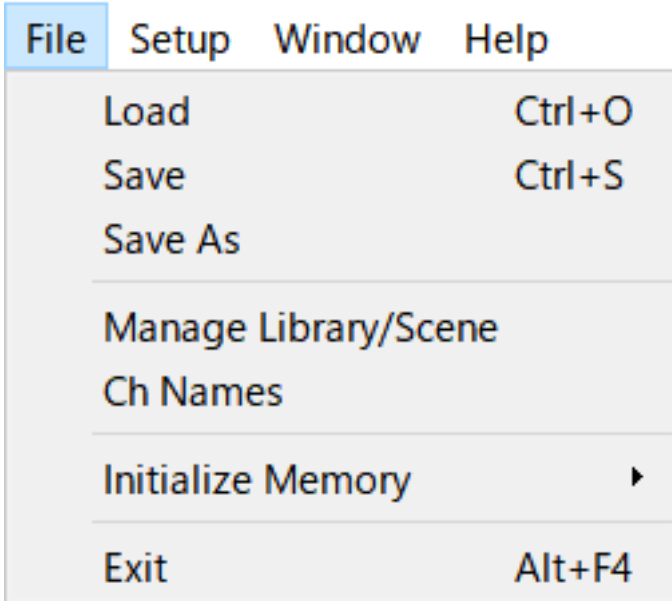 File Setup Window Help
Load Ctrl+O
Save Ctrl+S
Save As
Manage Library/Scene
Ch Names
Initialize Memory
Exit Alt+F4